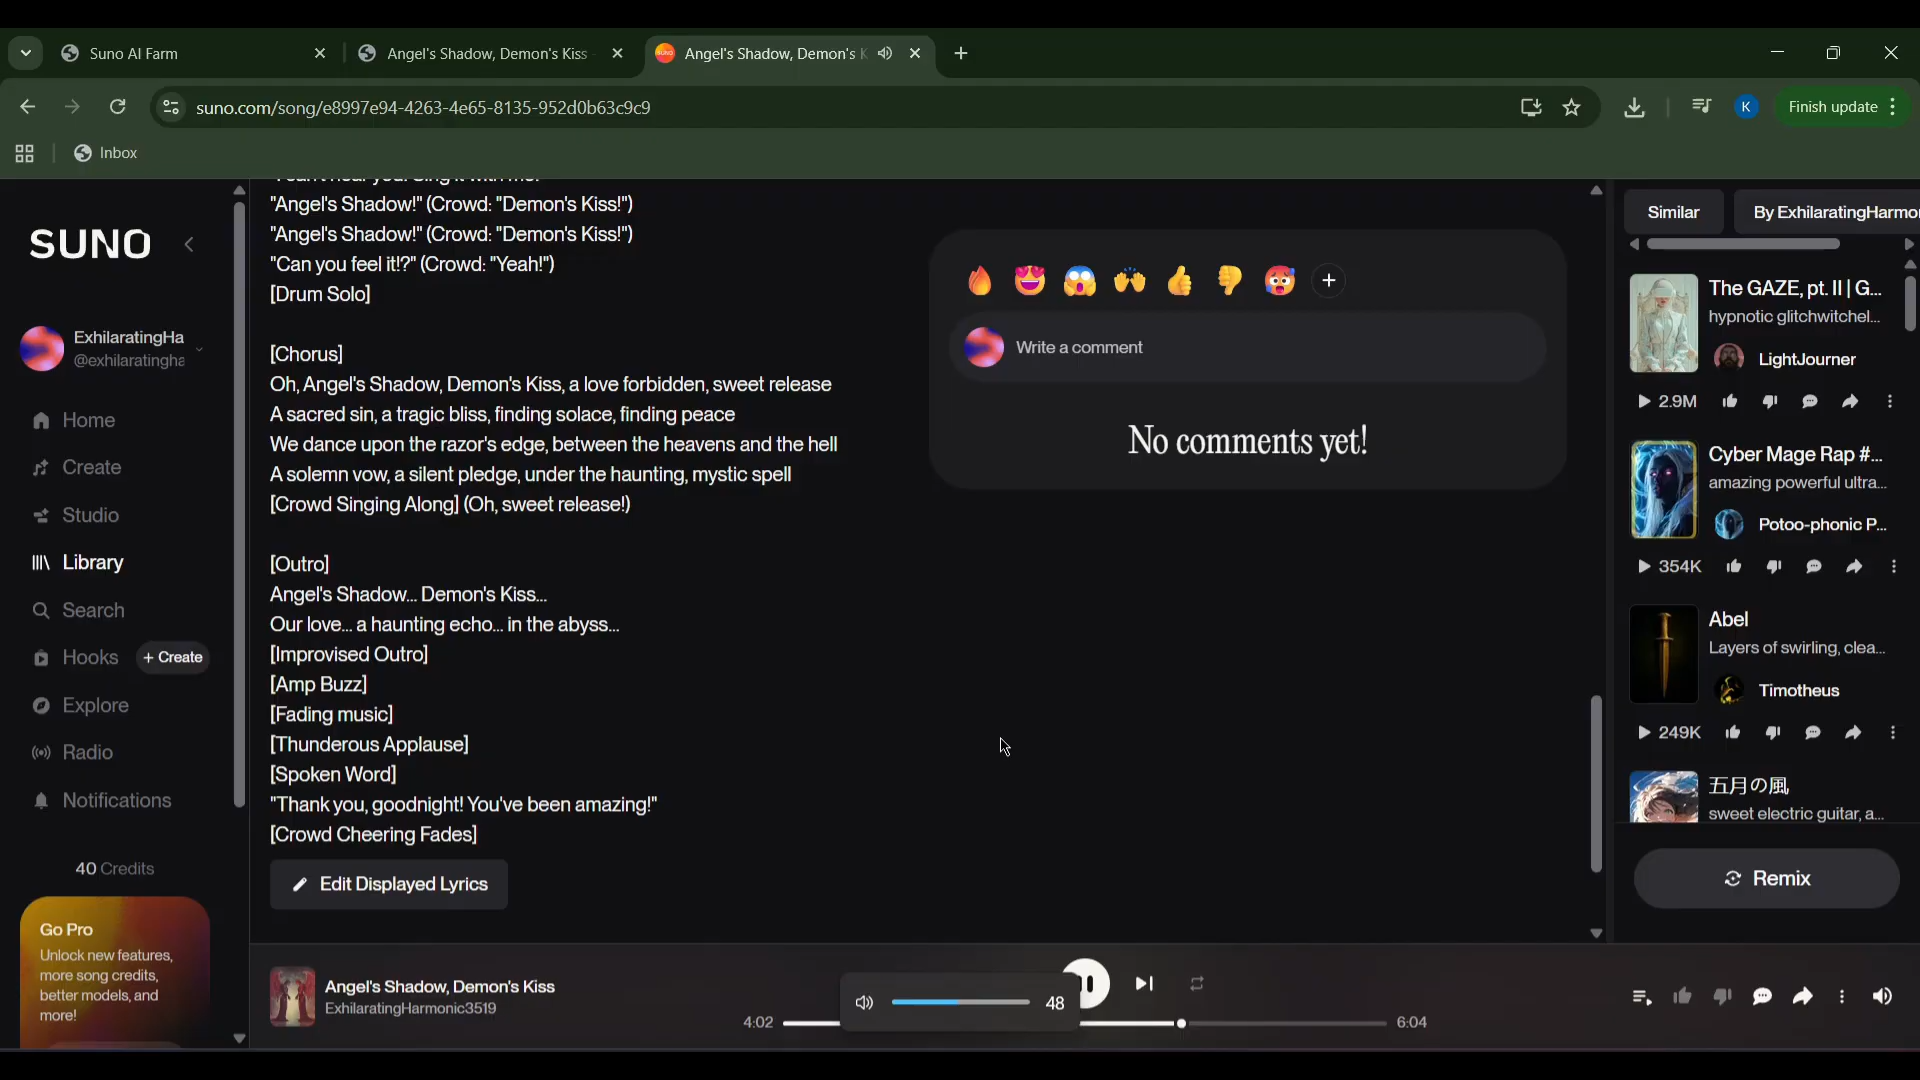 Suno AI Farm
Angel's Shadow, Demon's Kiss
Angel's Shadow, Demon's K
suno.com/song/e8997e94-4263-4e65-8135-952d0b63c9c9
K
Finish update
Inbox
SUNO
ExhilaratingHa
@exhilaratingha
Home
Create
Studio
Library
Search
Hooks
+ Create
Explore
Radio
Notifications
40 Credits
Go Pro
Unlock new features,
more song credits,
better models, and
more!
"Angel's Shadow!" (Crowd: "Demon's Kiss!")
"Angel's Shadow!" (Crowd: "Demon's Kiss!")
"Can you feel it!?" (Crowd: "Yeah!")
[Drum Solo]
[Chorus]
Oh, Angel's Shadow, Demon's Kiss, a love forbidden, sweet release
A sacred sin, a tragic bliss, finding solace, finding peace
We dance upon the razor's edge, between the heavens and the hell
A solemn vow, a silent pledge, under the haunting, mystic spell
[Crowd Singing Along] (Oh, sweet release!)
[Outro]
Angel's Shadow... Demon's Kiss...
Our love... a haunting echo... in the abyss...
[Improvised Outro]
[Amp Buzz]
[Fading music]
[Thunderous Applause]
[Spoken Word]
"Thank you, goodnight! You've been amazing!"
[Crowd Cheering Fades]
Edit Displayed Lyrics
Write a comment
No comments yet!
Similar
By ExhilaratingHarmo
The GAZE, pt. II | G...
hypnotic glitchwitchel...
LightJourner
2.9M
Cyber Mage Rap #...
amazing powerful ultra...
Potoo-phonic P...
354K
Abel
Layers of swirling, clea...
Timotheus
249K
五月の風
sweet electric guitar, a...
Remix
Angel's Shadow, Demon's Kiss
ExhilaratingHarmonic3519
4:02
48
6:04